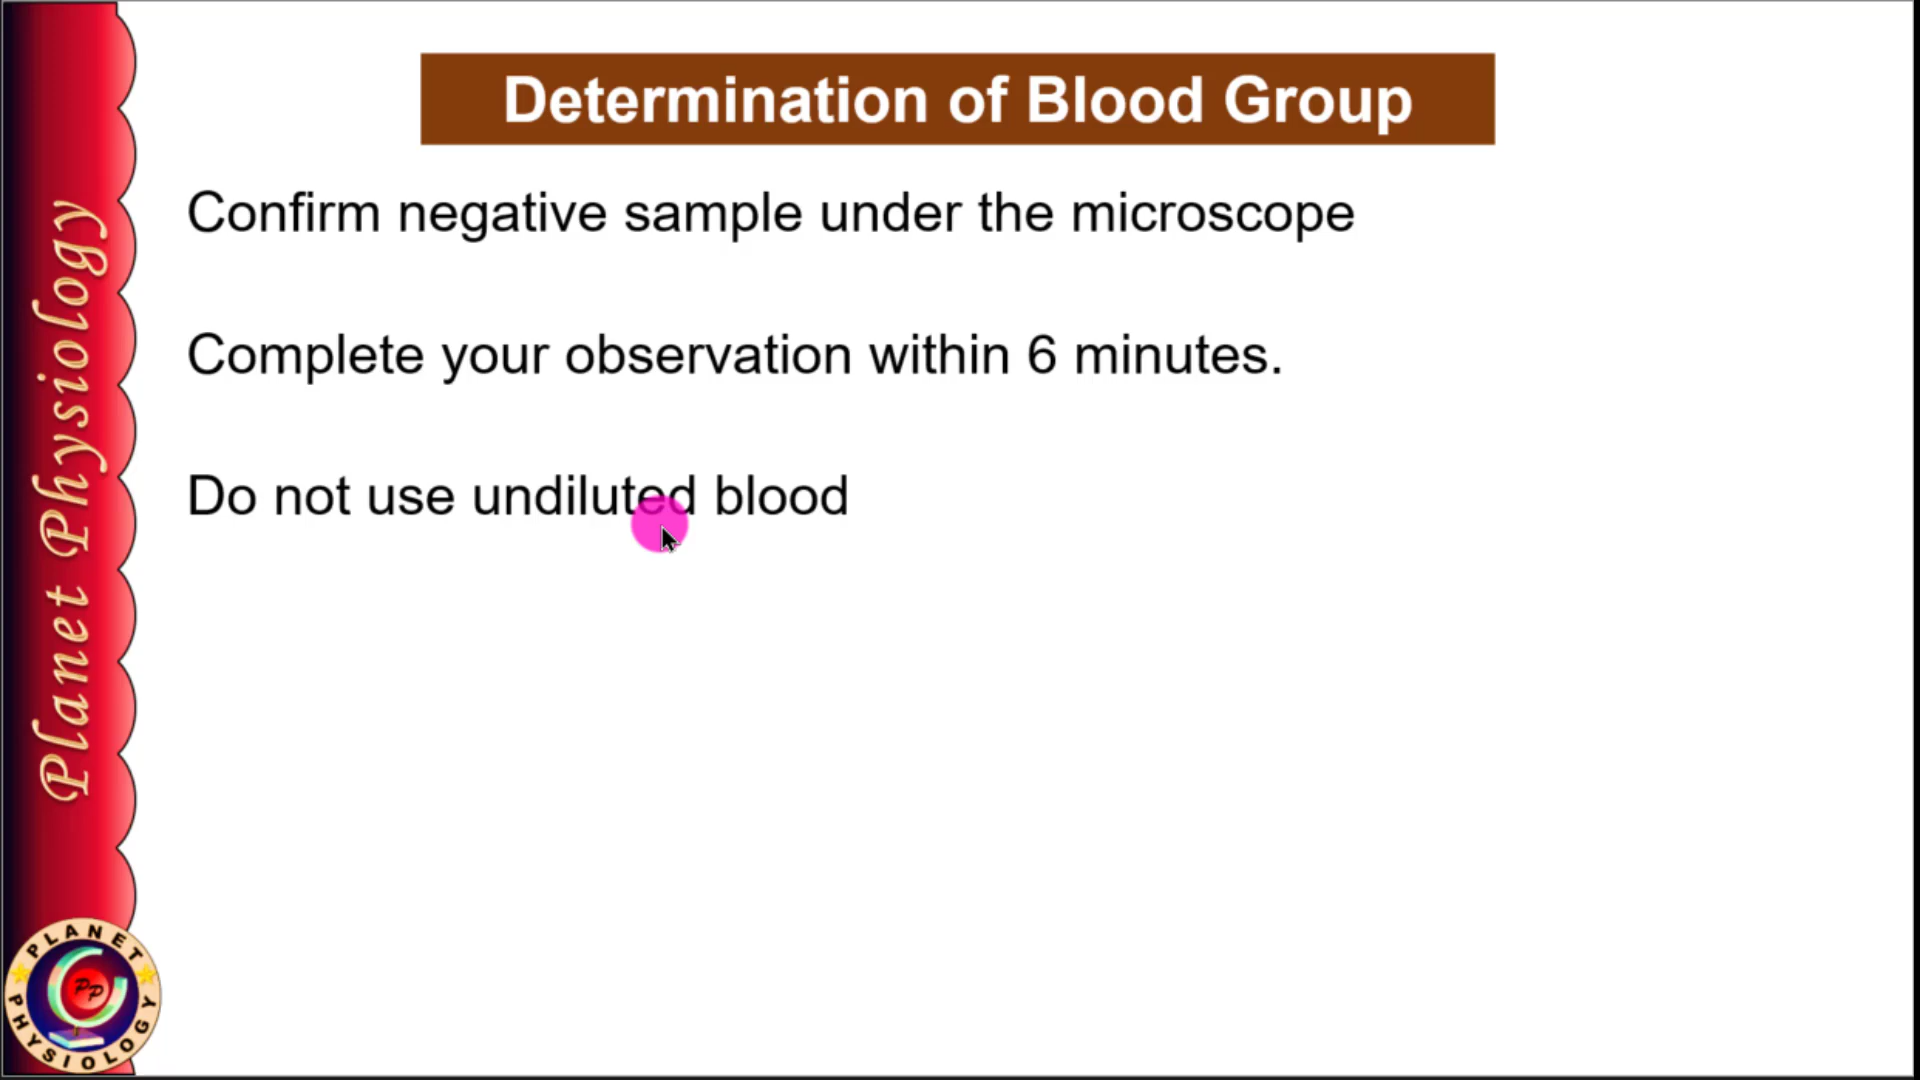 Determination of Blood Group
Confirm negative sample under the microscope
Complete your observation within 6 minutes.
Do not use undiluted blood
Planet Physiology
PLANET
PP
PHYSIOLOGY